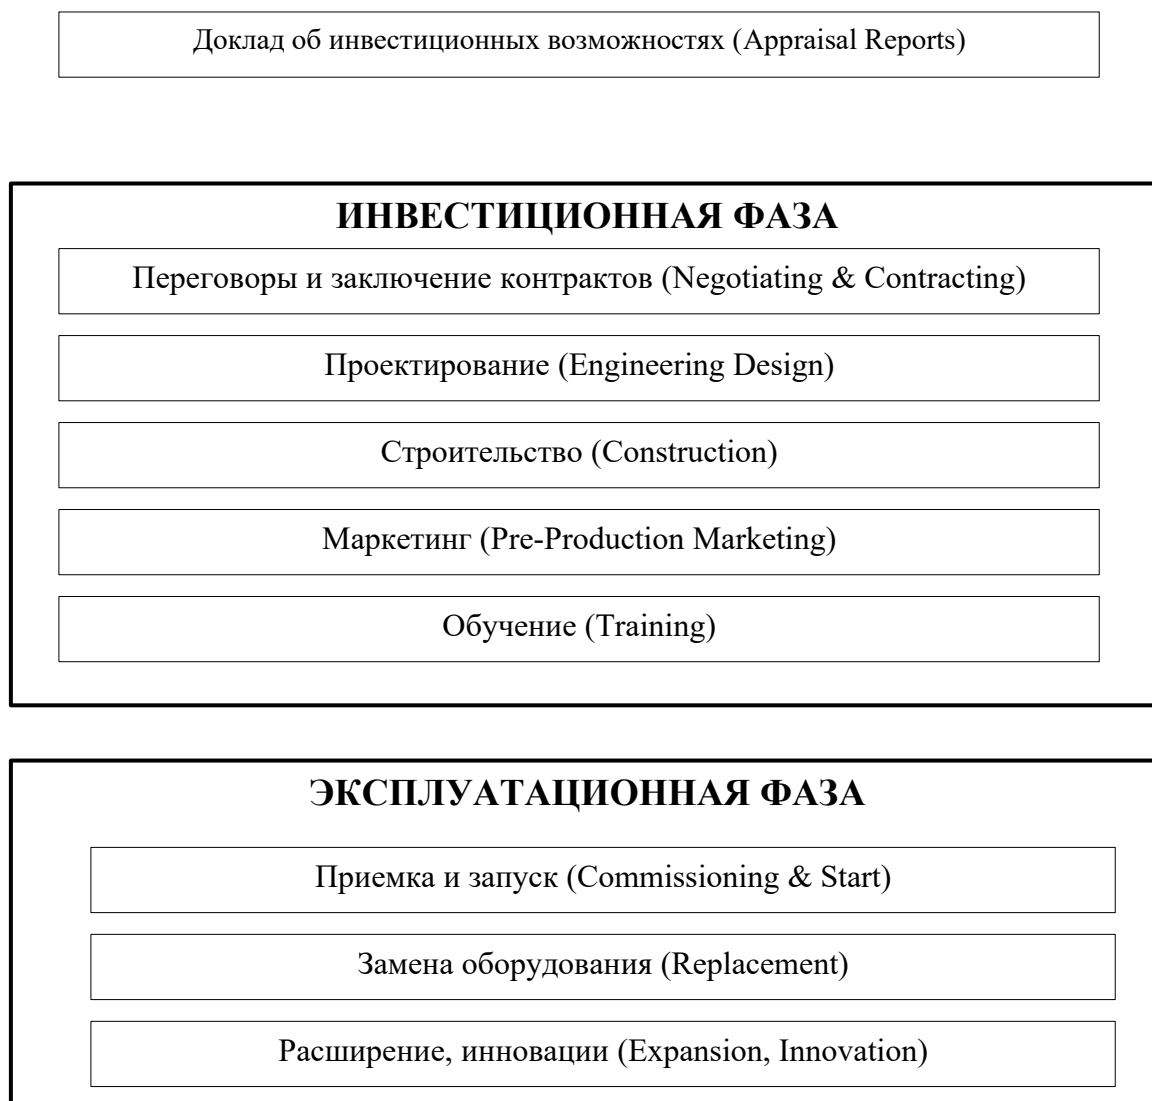 Доклад об инвестиционных возможностях (Appraisal Reports)
ИНВЕСТИЦИОННАЯ ФАЗА
Переговоры и заключение контрактов (Negotiating & Contracting)
Проектирование (Engineering Design)
Строительство (Construction)
Маркетинг (Pre-Production Marketing)
Обучение (Training)
ЭКСПЛУАТАЦИОННАЯ ФАЗА
Приемка и запуск (Commissioning & Start)
Замена оборудования (Replacement)
Расширение, инновации (Expansion, Innovation)